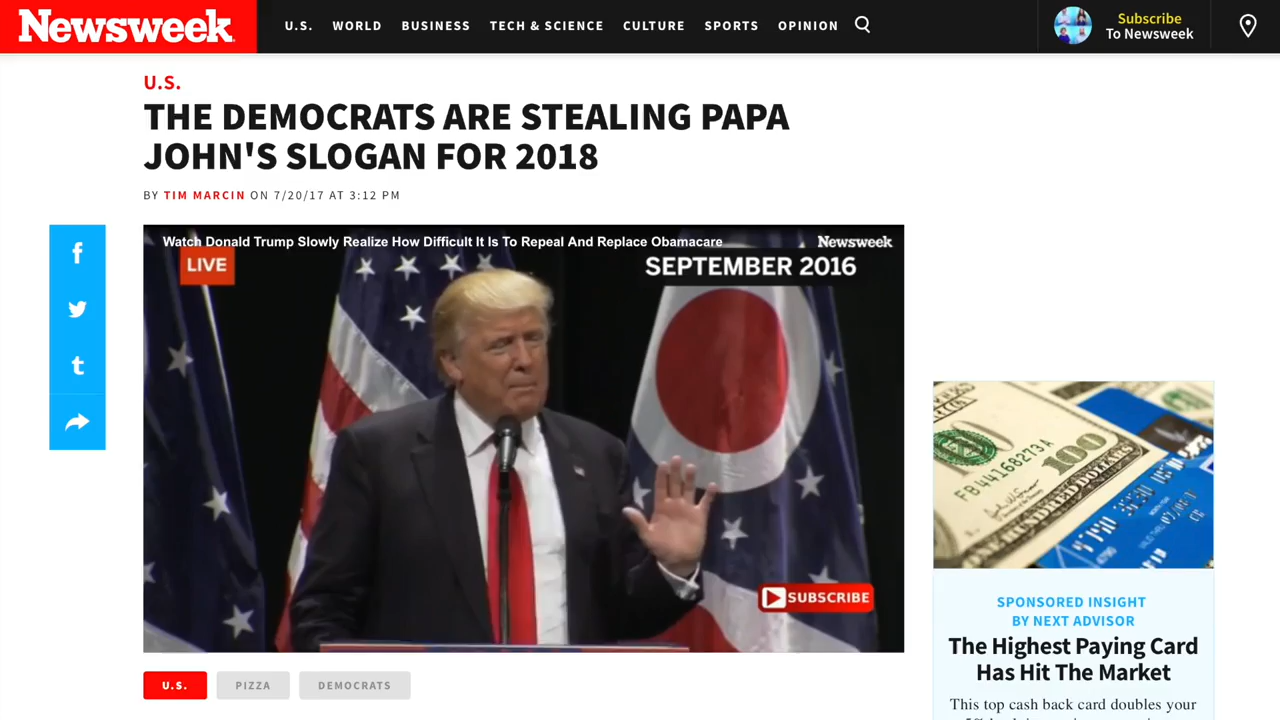 Newsweek
U.S. WORLD BUSINESS TECH & SCIENCE CULTURE SPORTS OPINION
Subscribe
To Newsweek
U.S.
THE DEMOCRATS ARE STEALING PAPA
JOHN'S SLOGAN FOR 2018
BY TIM MARCIN ON 7/20/17 AT 3:12 PM
Watch Donald Trump Slowly Realize How Difficult It Is To Repeal And Replace Obamacare
Newsweek
LIVE
SEPTEMBER 2016
SUBSCRIBE
FB44168273A
100
HUNDRED DOLLARS
SPONSORED INSIGHT
BY NEXT ADVISOR
The Highest Paying Card
Has Hit The Market
This top cash back card doubles your
U.S. PIZZA DEMOCRATS